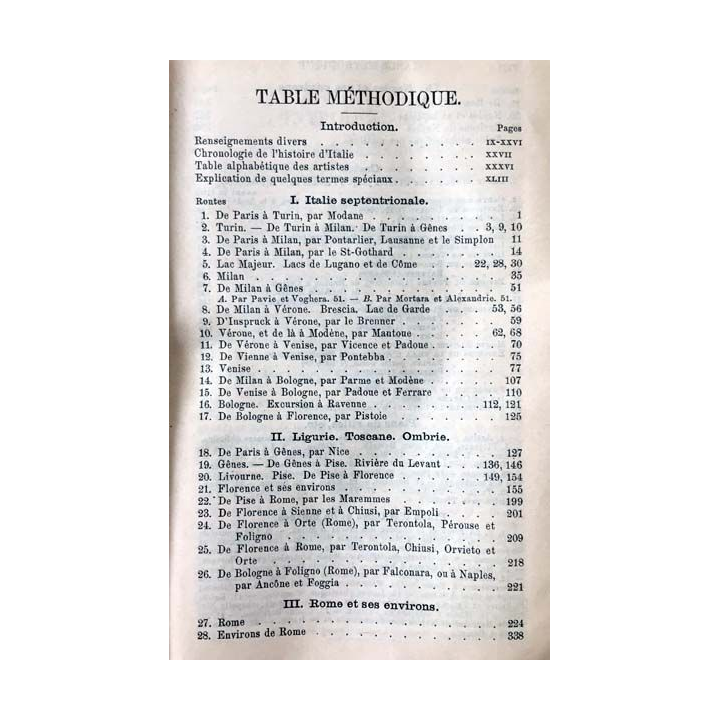 TABLE MÉTHODIQUE.
Introduction. Pages
Renseignements divers . . . . . . . . . . IX-XXVI
Chronologie de l'histoire d'Italie . . . . . . . . XXVII
Table alphabétique des artistes . . . . . . . . XXXVI
Explication de quelques termes spéciaux . . . . . . XLIII
Routes I. Italie septentrionale.
1. De Paris à Turin, par Modane . . . . . . . . 1
2. Turin. — De Turin à Milan. De Turin à Gênes . . 3, 9, 10
3. De Paris à Milan, par Pontarlier, Lausanne et le Simplon 11
4. De Paris à Milan, par le St-Gothard . . . . . . 14
5. Lac Majeur. Lacs de Lugano et de Côme . . 22, 28, 30
6. Milan . . . . . . . . . . . . 35
7. De Milan à Gênes . . . . . . . . . . 51
A. Par Pavie et Voghera. 51. — B. Par Mortara et Alexandrie. 51.
8. De Milan à Vérone. Brescia. Lac de Garde . . . 53, 56
9. D'Inspruck à Vérone, par le Brenner . . . . . . 59
10. Vérone, et de là à Modène, par Mantoue . . . . 62, 68
11. De Vérone à Venise, par Vicence et Padoue . . . . 70
12. De Vienne à Venise, par Pontebba . . . . . . 75
13. Venise . . . . . . . . . . . . 77
14. De Milan à Bologne, par Parme et Modène . . . . 107
15. De Venise à Bologne, par Padoue et Ferrare . . . . 110
16. Bologne. Excursion à Ravenne . . . . . . 112, 121
17. De Bologne à Florence, par Pistoie . . . . . . 125
II. Ligurie. Toscane. Ombrie.
18. De Paris à Gênes, par Nice . . . . . . . . 127
19. Gênes. — De Gênes à Pise. Rivière du Levant . . . 136, 146
20. Livourne. Pise. De Pise à Florence . . . . . 149, 154
21. Florence et ses environs . . . . . . . . . 155
22. De Pise à Rome, par les Maremmes . . . . . . 199
23. De Florence à Sienne et à Chiusi, par Empoli . . . . 201
24. De Florence à Orte (Rome), par Terontola, Pérouse et
Foligno . . . . . . . . . . . . 209
25. De Florence à Rome, par Terontola, Chiusi, Orvieto et
Orte . . . . . . . . . . . . . 218
26. De Bologne à Foligno (Rome), par Falconara, ou à Naples,
par Ancône et Foggia . . . . . . . . . 221
III. Rome et ses environs.
27. Rome . . . . . . . . . . . . 224
28. Environs de Rome . . . . . . . . . . 338